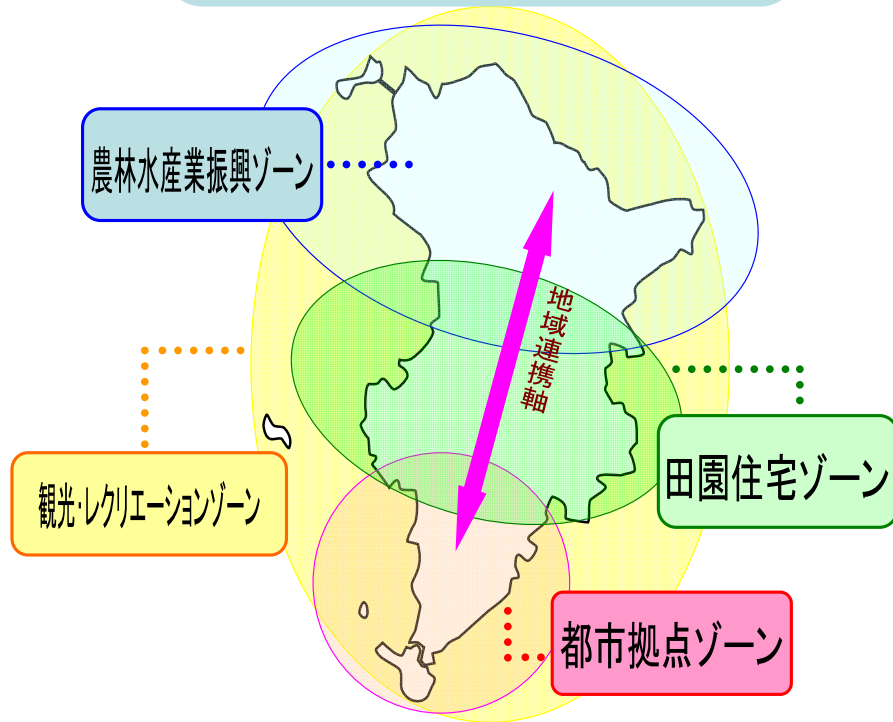 農林水産業振興ゾーン
地域連携軸
田園住宅ゾーン
観光・レクリエーションゾーン
都市拠点ゾーン